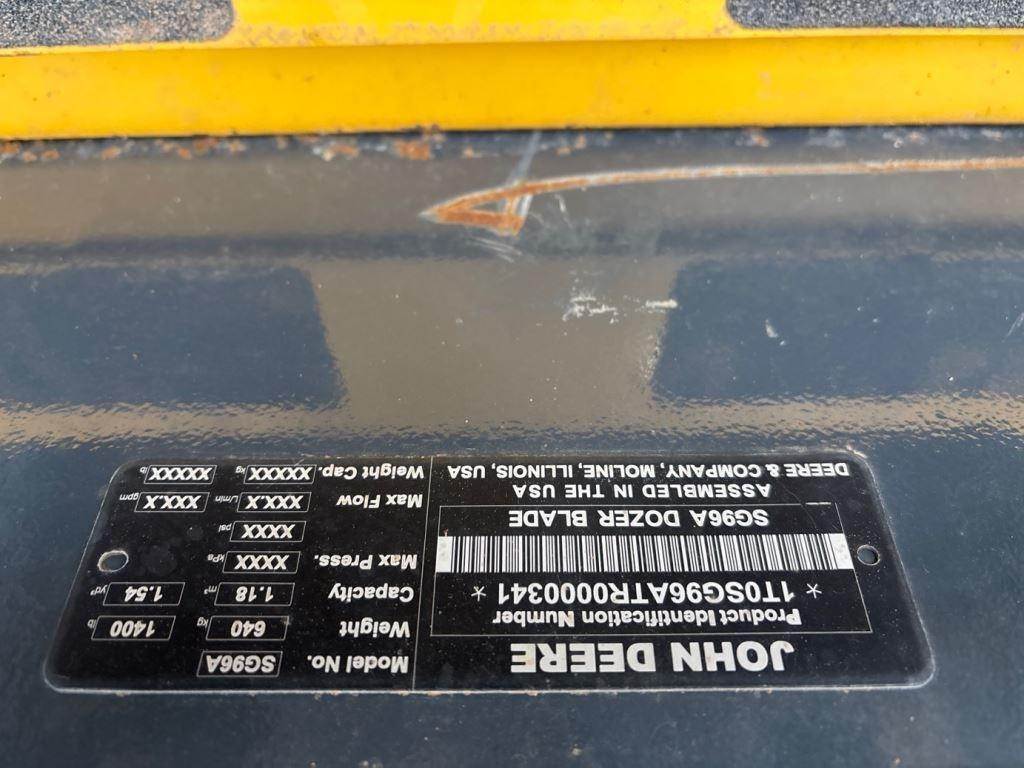 JOHN DEERE
Product Identification Number
* 1T0SG96ATR0000341 *
SG96A DOZER BLADE
ASSEMBLED IN THE USA
DEERE & COMPANY, MOLINE, ILLINOIS, USA
Model No. SG96A
Weight 640 kg 1400 lb
Capacity 1.18 m³ 1.54 yd³
Max Press. XXXX kPa
XXXX psi
Max Flow XXX.X L/min XXX.X gpm
Weight Cap. XXXXX kg XXXXX lb